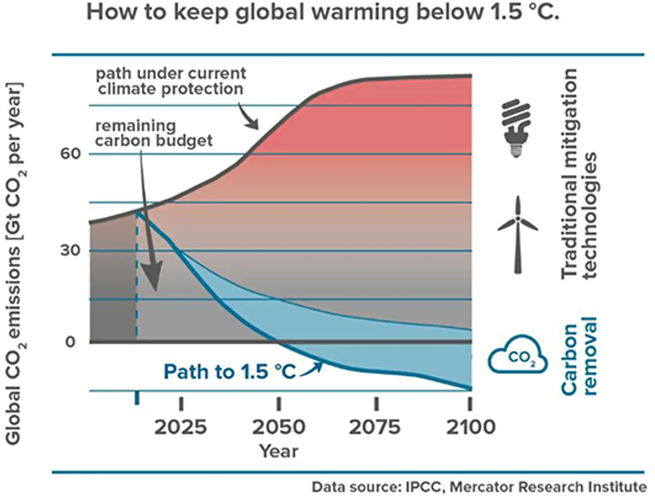 How to keep global warming below 1.5 °C.
path under current
climate protection
remaining
carbon budget
Global CO2 emissions [Gt CO2 per year]
60
30
0
Path to 1.5 °C
2025
2050
2075
2100
Year
Traditional mitigation
technologies
CO2
Carbon
removal
Data source: IPCC, Mercator Research Institute